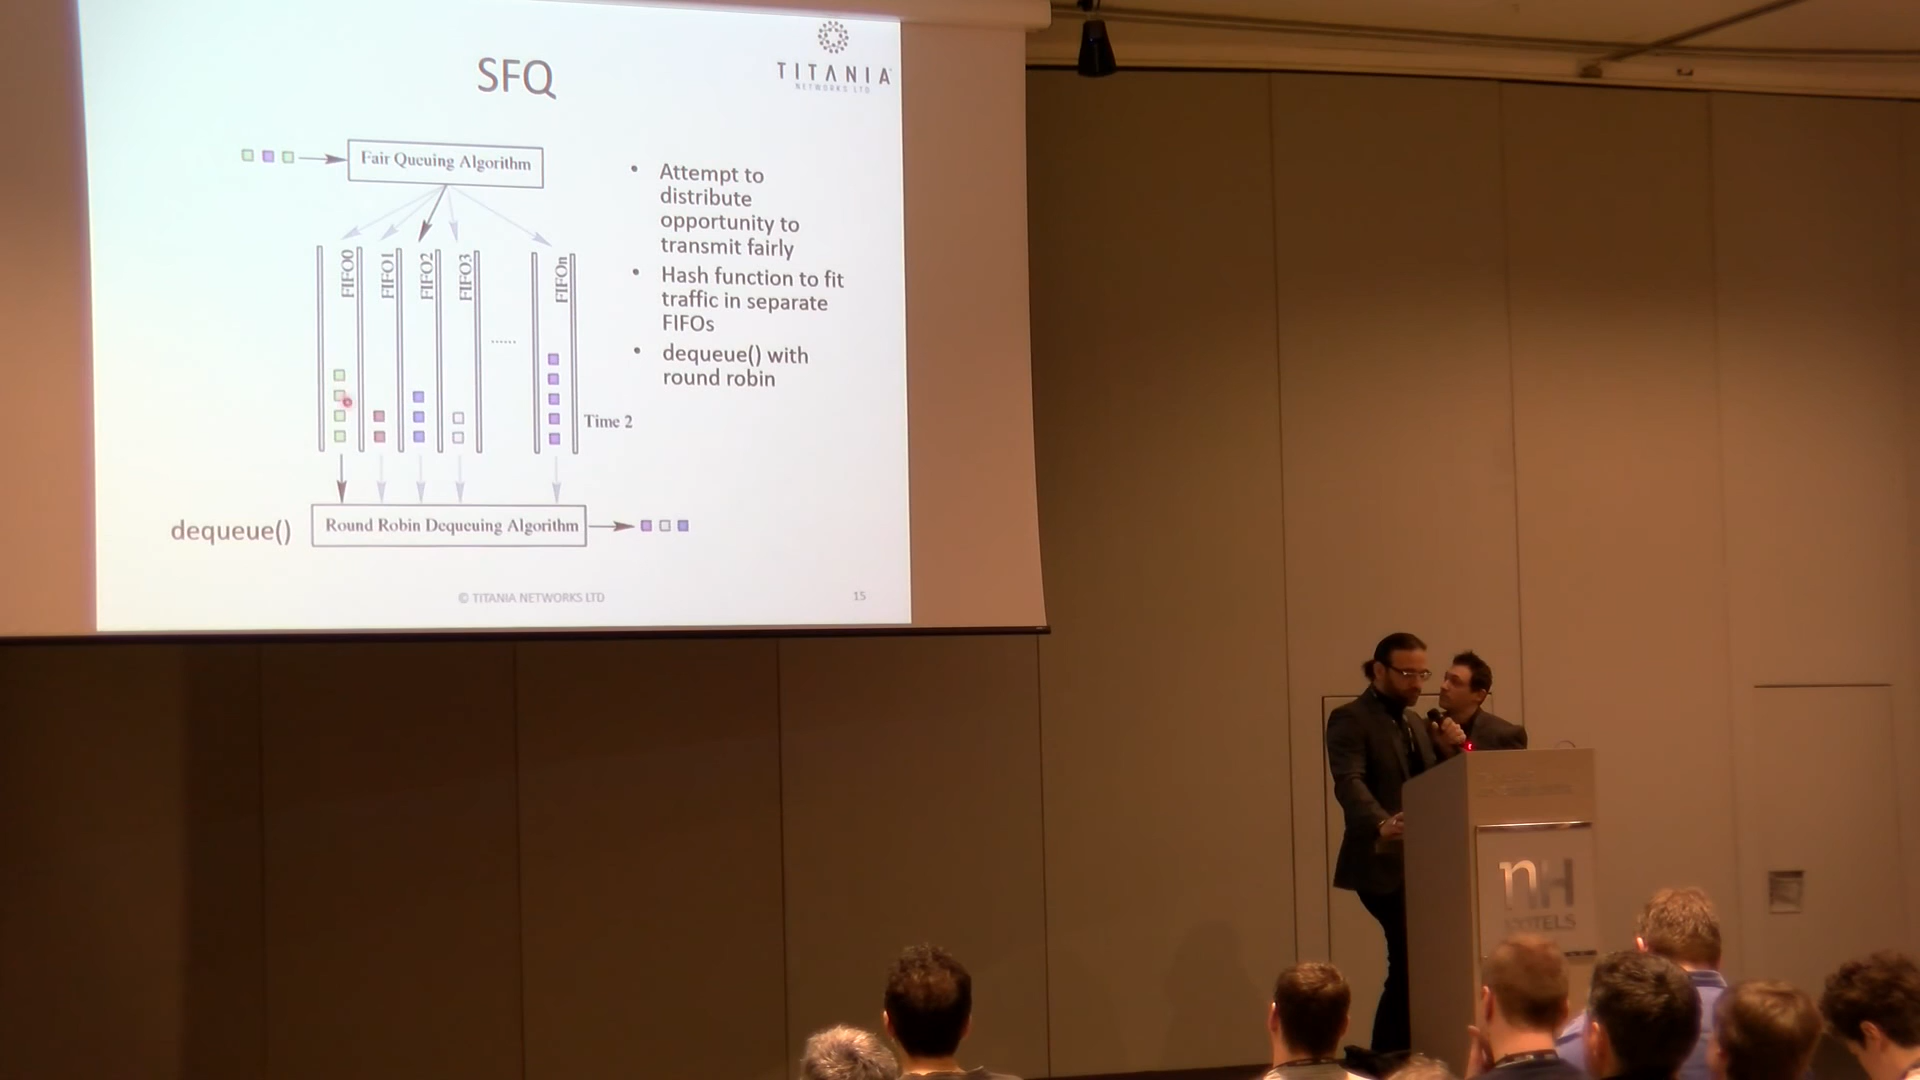 SFQ
TITANIA
NETWORKS LTD
Fair Queuing Algorithm
FIFO0
FIFO1
FIFO2
FIFO3
FIFOn
......
Time 2
dequeue()
Round Robin Dequeuing Algorithm
• Attempt to
distribute
opportunity to
transmit fairly
• Hash function to fit
traffic in separate
FIFOs
• dequeue() with
round robin
© TITANIA NETWORKS LTD
15
nH
HOTELS